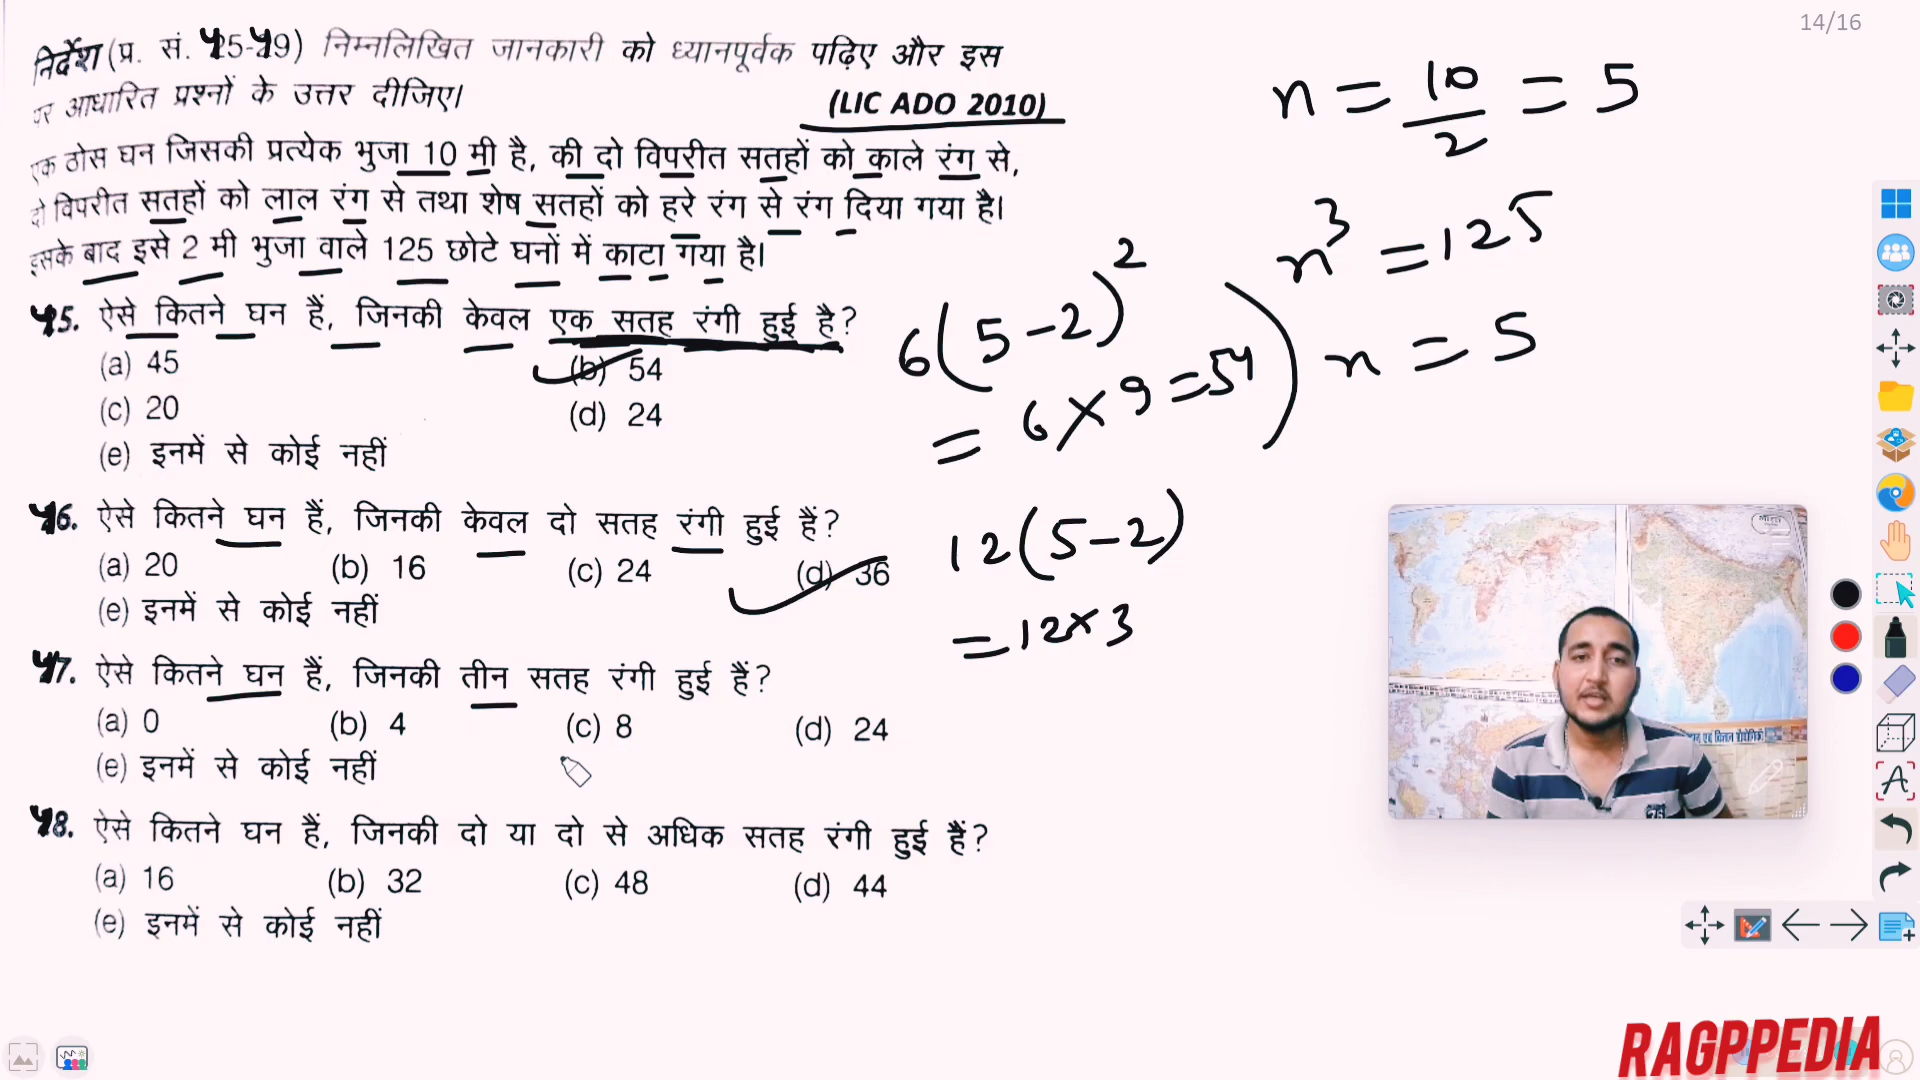 14/16
निर्देश (प्र. सं. 45-49) निम्नलिखित जानकारी को ध्यानपूर्वक पढ़िए और इस
पर आधारित प्रश्नों के उत्तर दीजिए।
(LIC ADO 2010)
एक ठोस घन जिसकी प्रत्येक भुजा 10 मी है, की दो विपरीत सतहों को काले रंग से,
दो विपरीत सतहों को लाल रंग से तथा शेष सतहों को हरे रंग से रंग दिया गया है।
इसके बाद इसे 2 मी भुजा वाले 125 छोटे घनों में काटा गया है।
45. ऐसे कितने घन हैं, जिनकी केवल एक सतह रंगी हुई है?
(a) 45 (b) 54
(c) 20 (d) 24
(e) इनमें से कोई नहीं
46. ऐसे कितने घन हैं, जिनकी केवल दो सतह रंगी हुई हैं?
(a) 20 (b) 16 (c) 24 (d) 36
(e) इनमें से कोई नहीं
47. ऐसे कितने घन हैं, जिनकी तीन सतह रंगी हुई हैं?
(a) 0 (b) 4 (c) 8 (d) 24
(e) इनमें से कोई नहीं
48. ऐसे कितने घन हैं, जिनकी दो या दो से अधिक सतह रंगी हुई हैं?
(a) 16 (b) 32 (c) 48 (d) 44
(e) इनमें से कोई नहीं
n = 10/2 = 5
n³ = 125
n = 5
6(5-2)²
= 6 × 9 = 54
12(5-2)
= 12 × 3
RAGPPEDIA